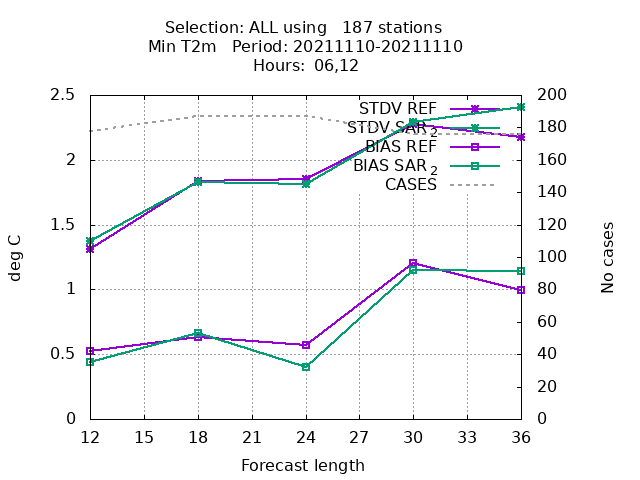 Selection: ALL using 187 stations
Min T2m Period: 20211110-20211110
Hours: 06,12
2.5
2
1.5
1
0.5
0
deg C
200
180
160
140
120
100
80
60
40
20
0
No cases
STDV REF
STDV SAR 2
BIAS REF
BIAS SAR 2
CASES
12 15 18 21 24 27 30 33 36
Forecast length